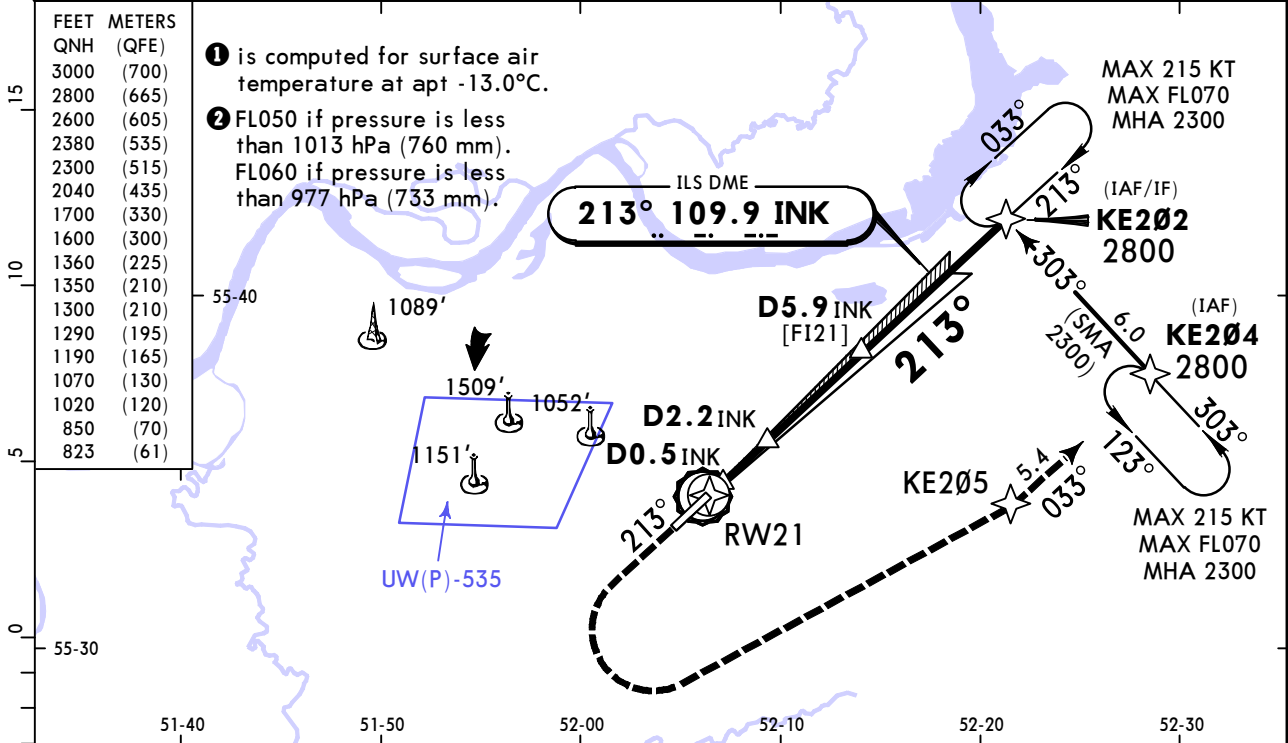 FEET METERS
QNH (QFE)
3000 (700)
2800 (665)
2600 (605)
2380 (535)
2300 (515)
2040 (435)
1700 (330)
1600 (300)
1360 (225)
1350 (210)
1300 (210)
1290 (195)
1190 (165)
1070 (130)
1020 (120)
850 (70)
823 (61)
❶ is computed for surface air
temperature at apt -13.0°C.
❷ FL050 if pressure is less
than 1013 hPa (760 mm).
FL060 if pressure is less
than 977 hPa (733 mm).
ILS DME
213° 109.9 INK
MAX 215 KT
MAX FL070
MHA 2300
033°
213°
(IAF/IF)
KE2Ø2
2800
303°
6.0
(SMA
2300)
(IAF)
KE2Ø4
2800
303°
123°
MAX 215 KT
MAX FL070
MHA 2300
D5.9 INK
[FI21]
213°
D2.2 INK
D0.5 INK
KE2Ø5
5.4
033°
RW21
213°
1089'
1509'
1052'
1151'
UW(P)-535
15
10
5
0
55-40
55-30
51-40
51-50
52-00
52-10
52-20
52-30